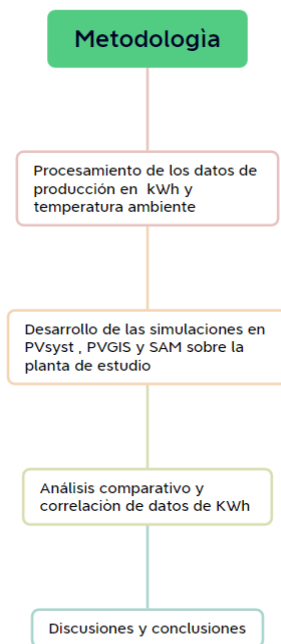 Metodologìa
Procesamiento de los datos de
producción en kWh y
temperatura ambiente
Desarrollo de las simulaciones en
PVsyst , PVGIS y SAM sobre la
planta de estudio
Análisis comparativo y
correlaciòn de datos de KWh
Discusiones y conclusiones